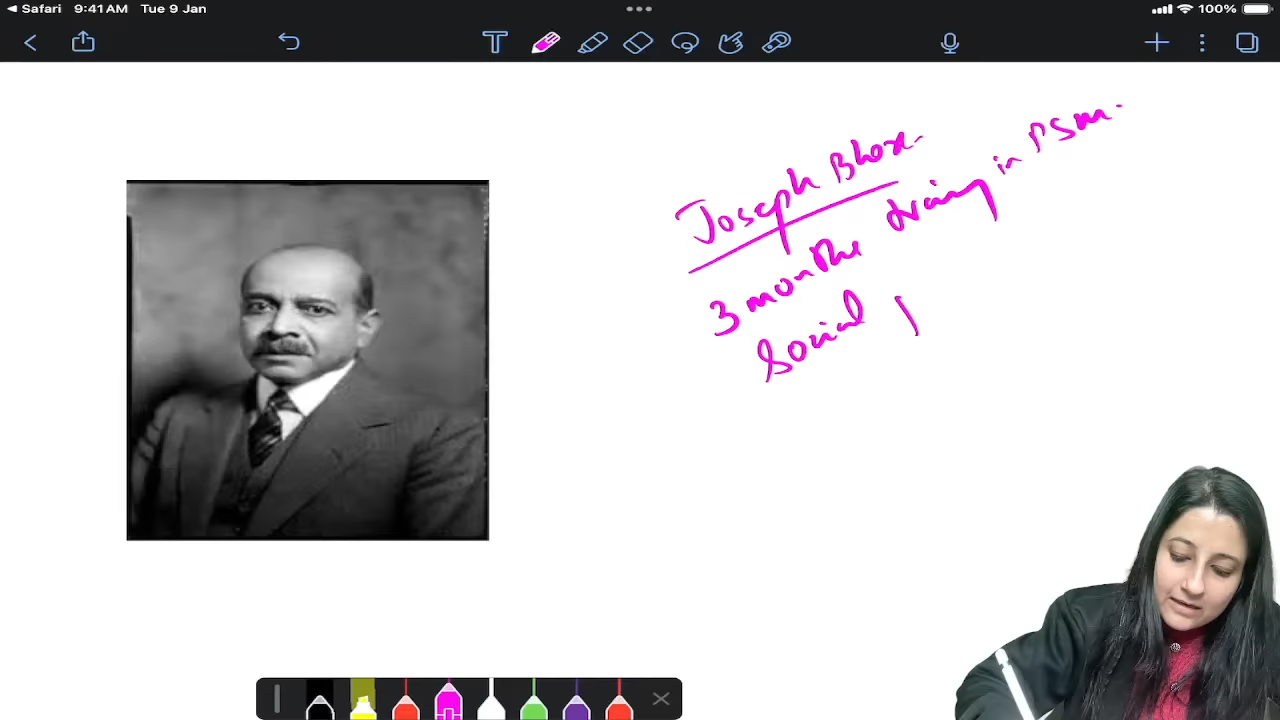 Safari 9:41 AM Tue 9 Jan
100%
T
Joseph Bhore.
3 months training in PSM.
Social